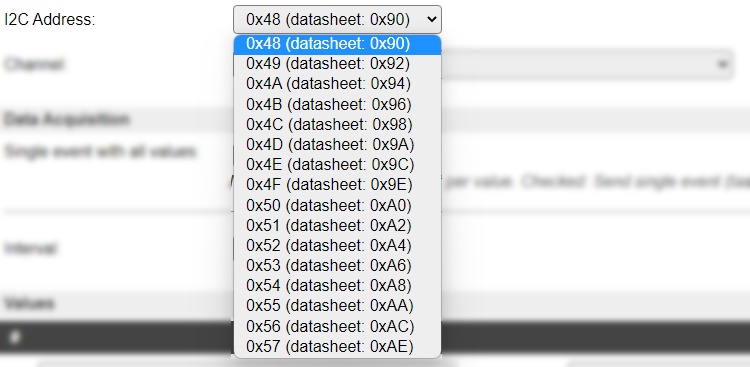 I2C Address:
0x48 (datasheet: 0x90)
0x48 (datasheet: 0x90)
0x49 (datasheet: 0x92)
Channel
0x4A (datasheet: 0x94)
0x4B (datasheet: 0x96)
Data Acquisition
0x4C (datasheet: 0x98)
0x4D (datasheet: 0x9A)
Single event with all values
0x4E (datasheet: 0x9C)
0x4F (datasheet: 0x9E)
per value. Checked: Send single event
0x50 (datasheet: 0xA0)
0x51 (datasheet: 0xA2)
0x52 (datasheet: 0xA4)
Interval
0x53 (datasheet: 0xA6)
0x54 (datasheet: 0xA8)
0x55 (datasheet: 0xAA)
Values
0x56 (datasheet: 0xAC)
#
0x57 (datasheet: 0xAE)